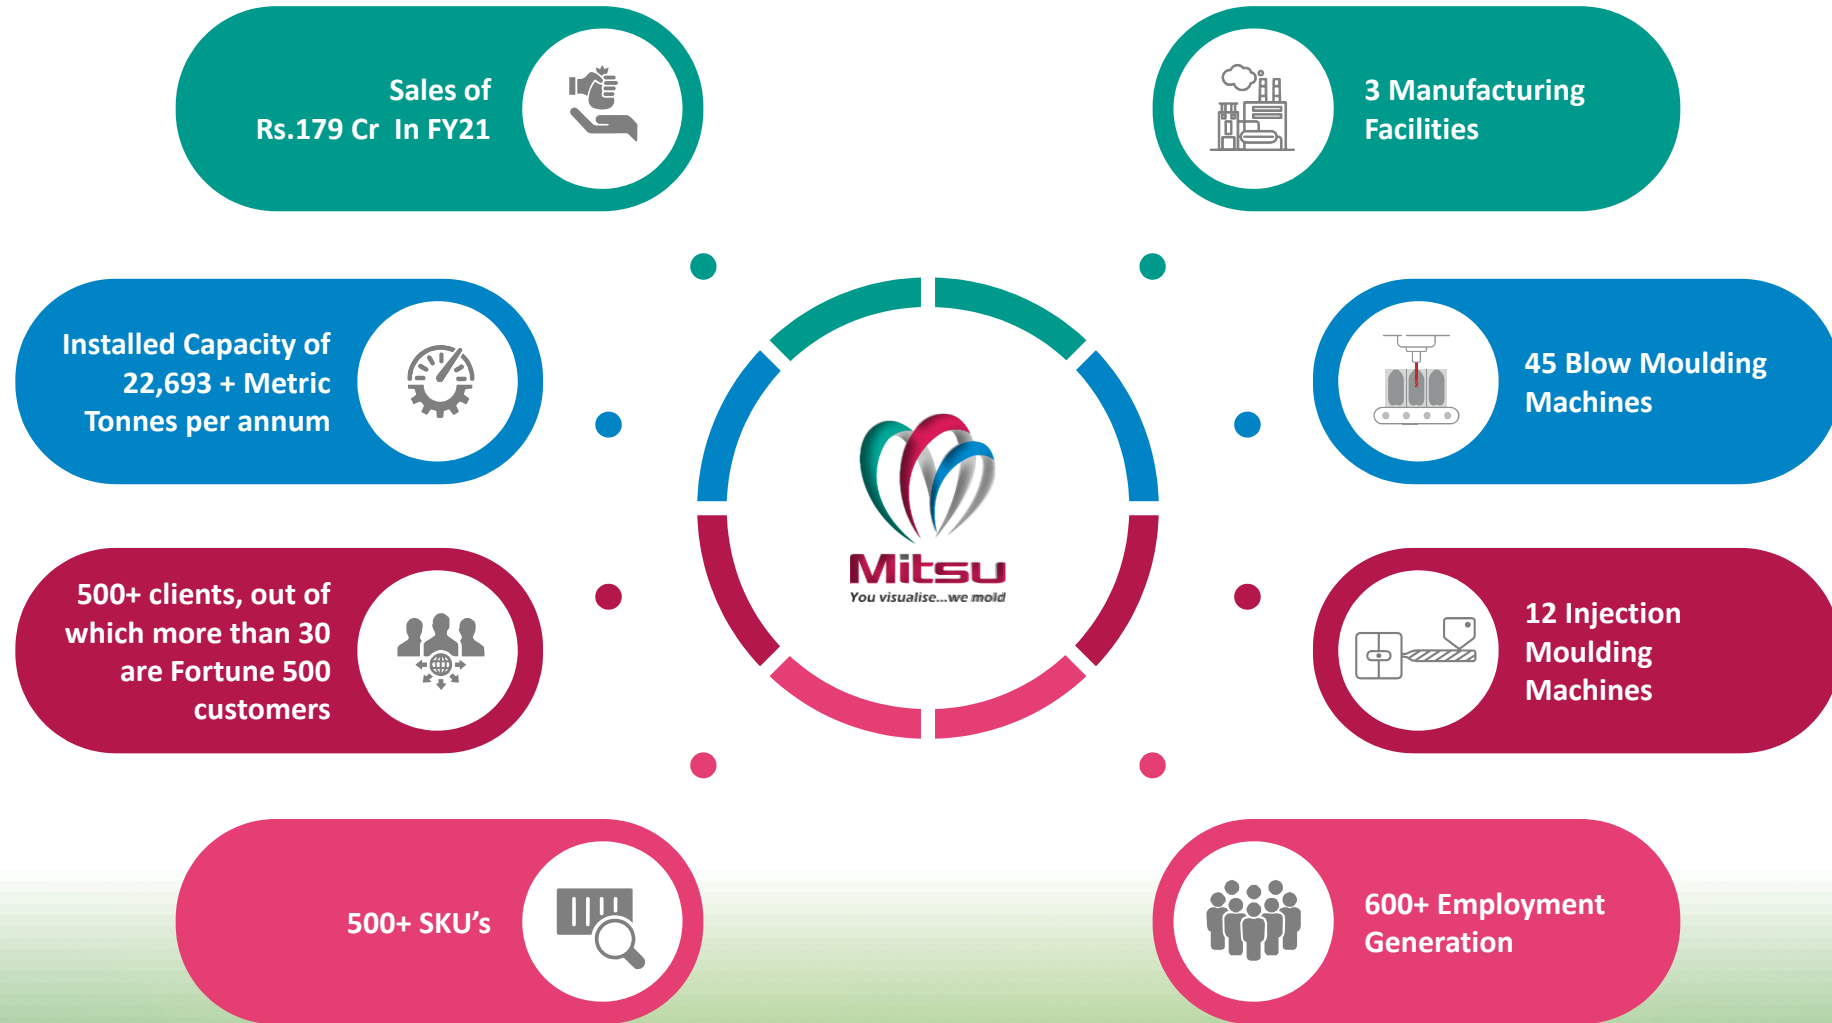 Sales of
Rs.179 Cr In FY21
3 Manufacturing
Facilities
Installed Capacity of
22,693 + Metric
Tonnes per annum
45 Blow Moulding
Machines
Mitsu
You visualise...we mold
500+ clients, out of
which more than 30
are Fortune 500
customers
12 Injection
Moulding
Machines
500+ SKU’s
600+ Employment
Generation